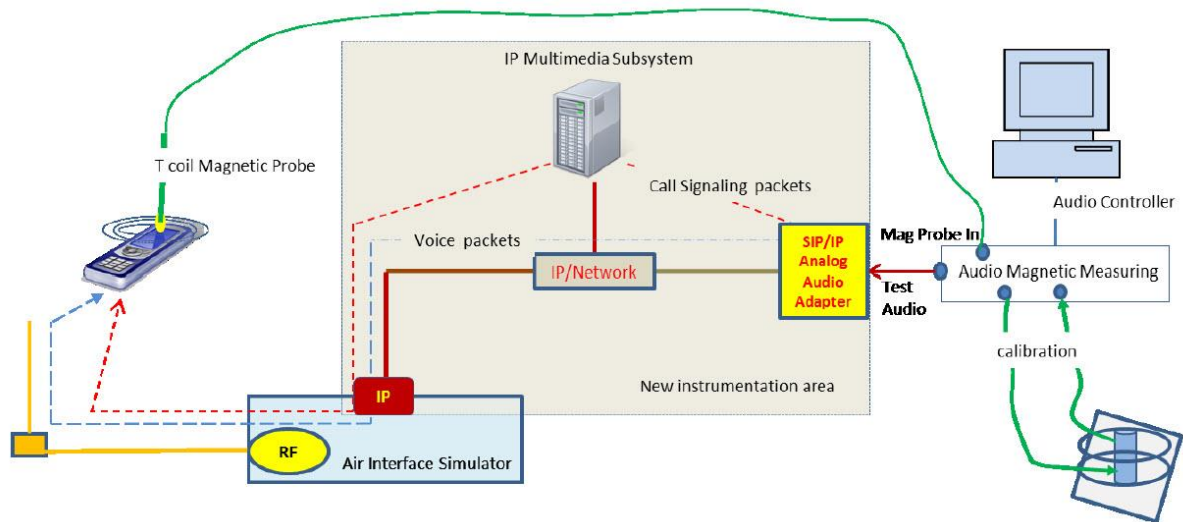 IP Multimedia Subsystem
T coil Magnetic Probe
Call Signaling packets
Audio Controller
Voice packets
Mag Probe In
SIP/IP
Analog
Audio
Adapter
IP/Network
Audio Magnetic Measuring
Test
Audio
calibration
New instrumentation area
IP
RF
Air Interface Simulator